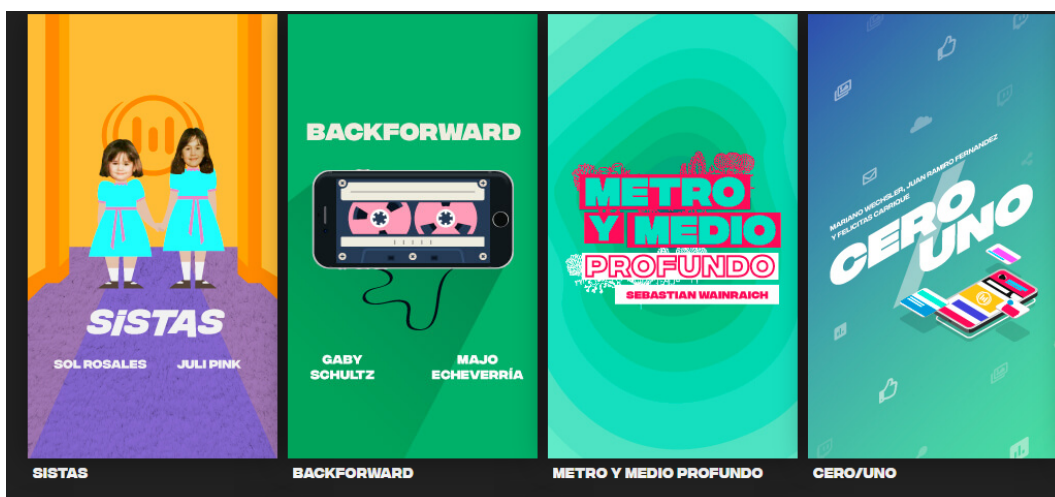 SiSTAS
SOL ROSALES
JULI PINK
SISTAS
BACKFORWARD
GABY
SCHULTZ
MAJO
ECHEVERRÍA
BACKFORWARD
METRO
Y MEDIO
PROFUNDO
SEBASTIAN WAINRAICH
METRO Y MEDIO PROFUNDO
MARIANO WECHSLER, JUAN RAMIRO FERNANDEZ
Y FELICITAS CARRIQUE
CERO/
UNO
CERO/UNO